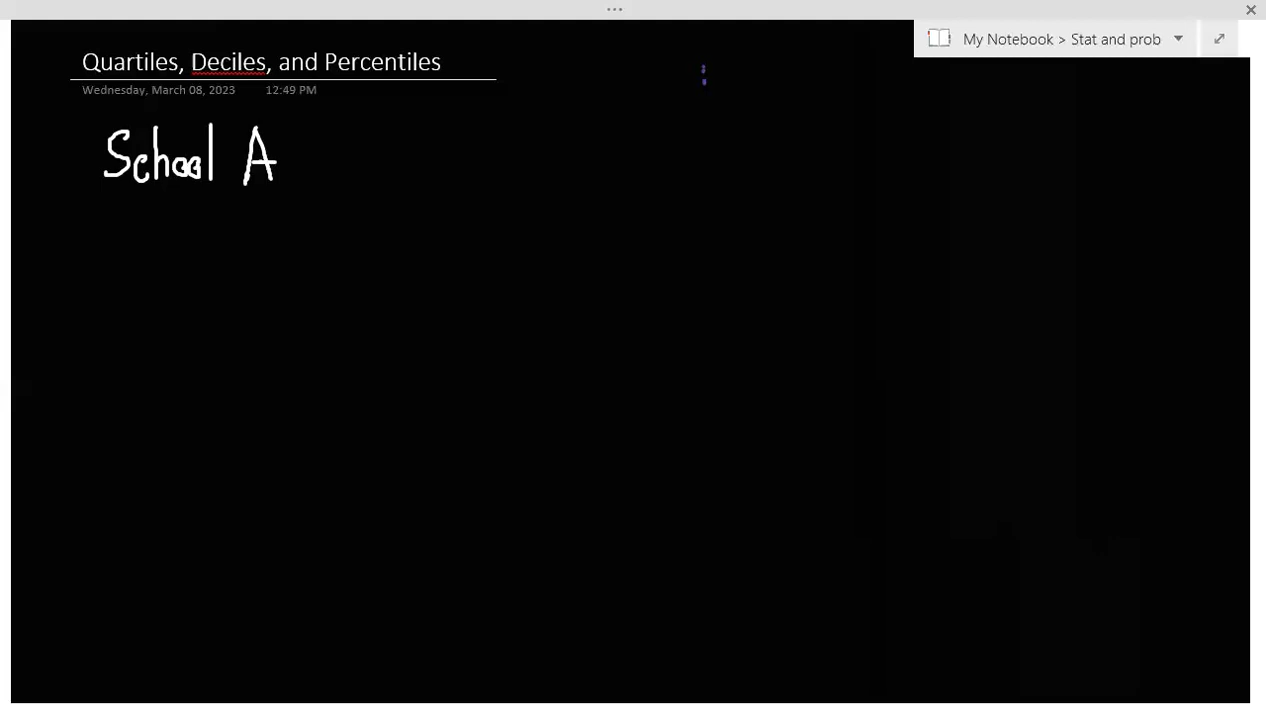 My Notebook > Stat and prob
Quartiles, Deciles, and Percentiles
Wednesday, March 08, 2023 12:49 PM
School A